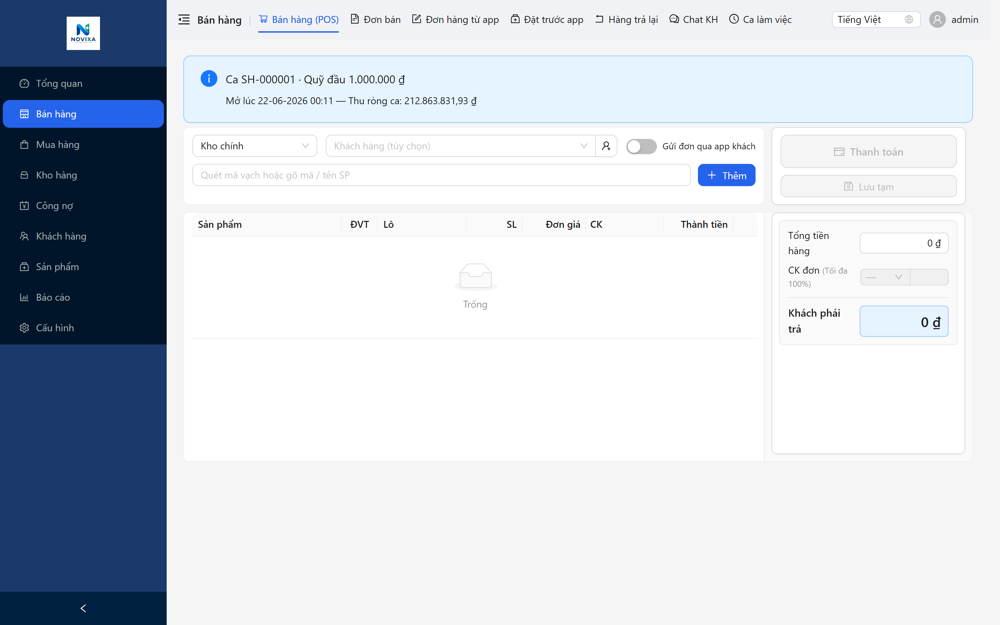 NOVIXA
Tổng quan
Bán hàng
Mua hàng
Kho hàng
Công nợ
Khách hàng
Sản phẩm
Báo cáo
Cấu hình
Bán hàng
Bán hàng (POS)
Đơn bán
Đơn hàng từ app
Đặt trước app
Hàng trả lại
Chat KH
Ca làm việc
Tiếng Việt
admin
Ca SH-000001 · Quỹ đầu 1.000.000 ₫
Mở lúc 22-06-2026 00:11 — Thu ròng ca: 212.863.831,93 ₫
Kho chính
Khách hàng (tùy chọn)
Gửi đơn qua app khách
Quét mã vạch hoặc gõ mã / tên SP
Thêm
Thanh toán
Lưu tạm
Sản phẩm ĐVT Lô SL Đơn giá CK Thành tiền
Trống
Tổng tiền
hàng
0 ₫
CK đơn (Tối đa
100%)
—
Khách phải
trả
0 ₫